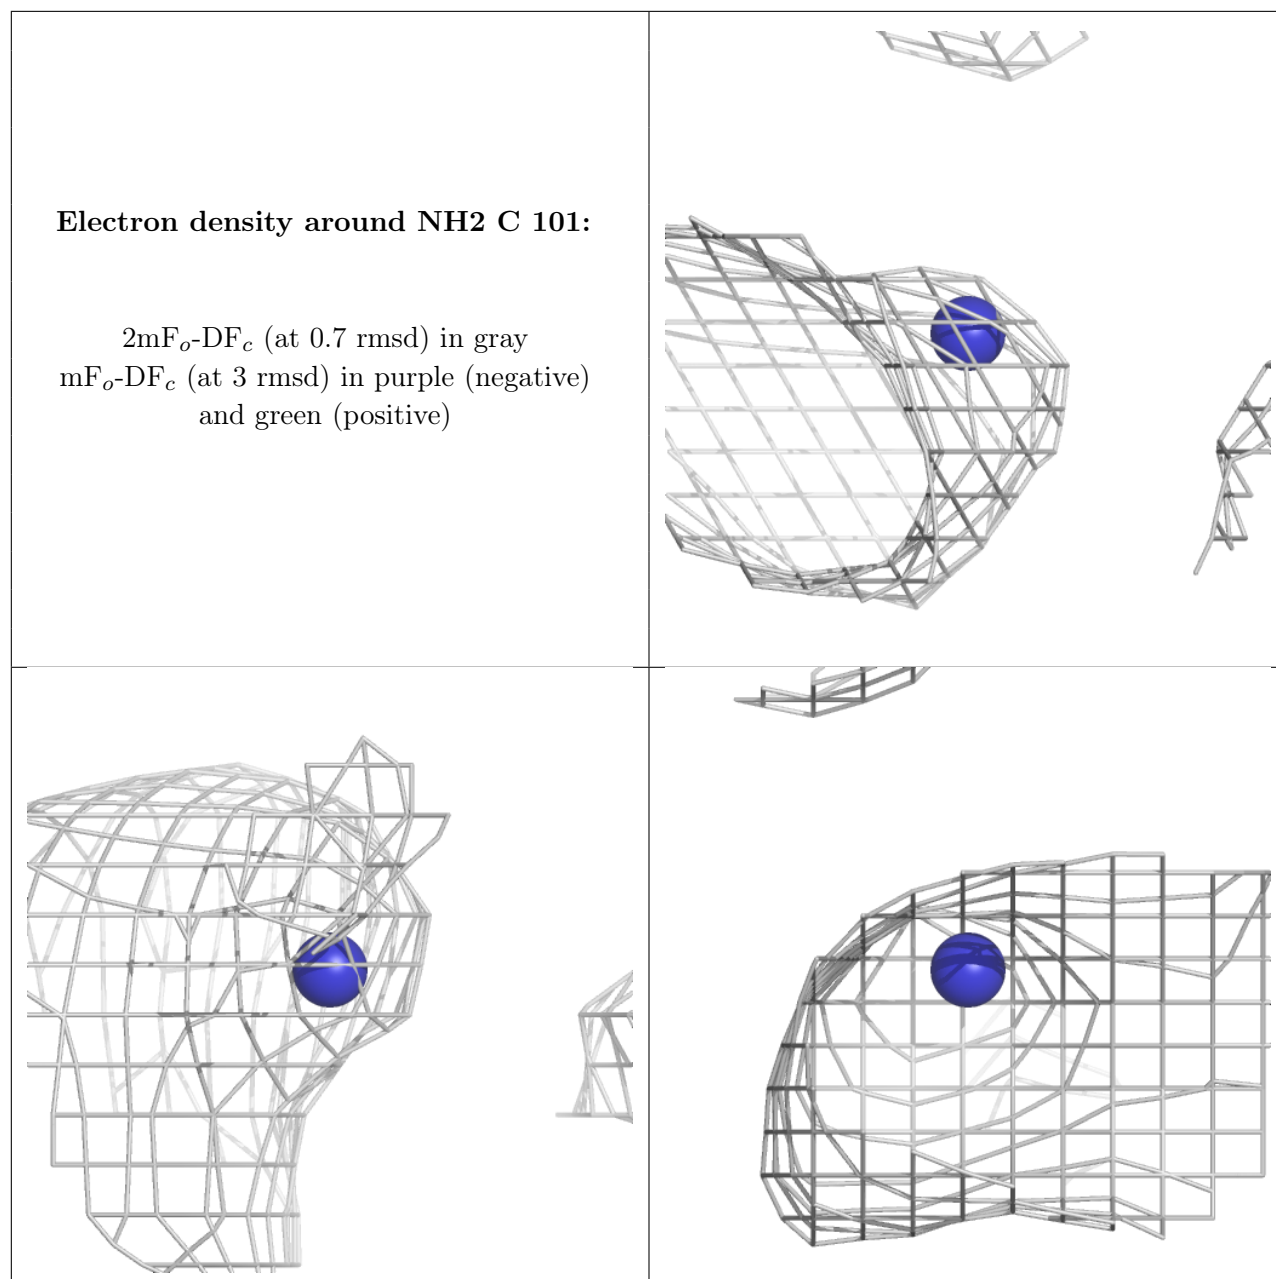 Electron density around NH2 C 101:
2mFo-DFc (at 0.7 rmsd) in gray
mFo-DFc (at 3 rmsd) in purple (negative)
and green (positive)